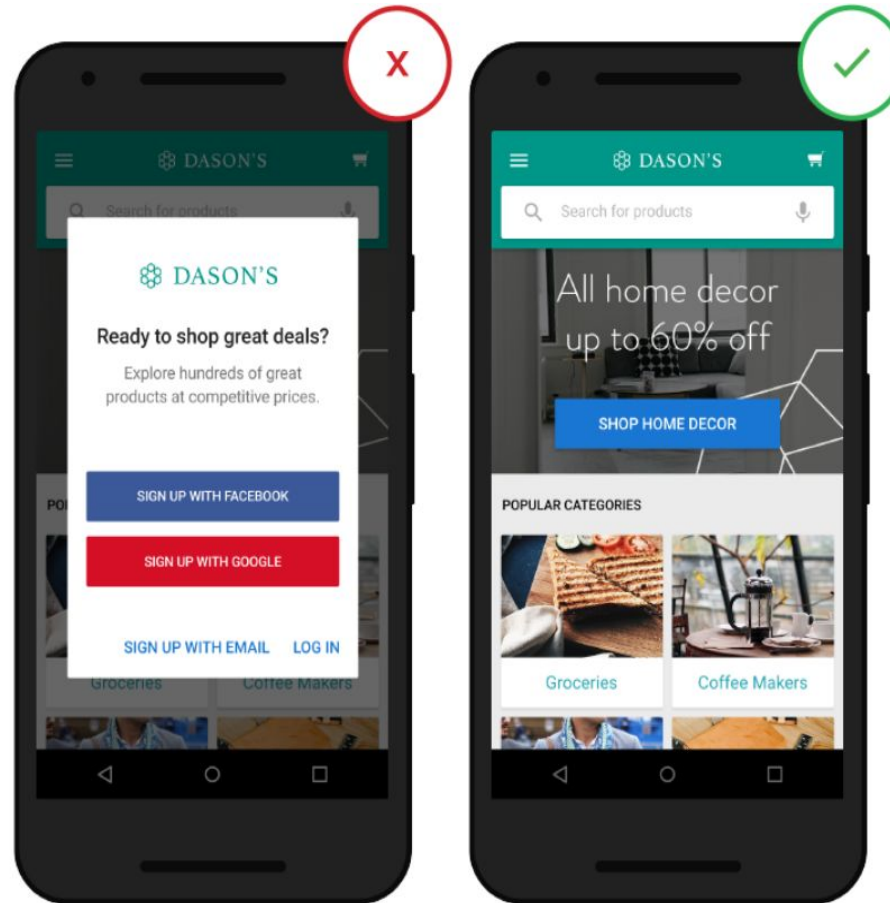 X
DASON'S
Search for products
DASON'S
Ready to shop great deals?
Explore hundreds of great
products at competitive prices.
SIGN UP WITH FACEBOOK
SIGN UP WITH GOOGLE
SIGN UP WITH EMAIL LOG IN
PO
Groceries Coffee Makers
DASON'S
Search for products
All home decor
up to 60% off
SHOP HOME DECOR
POPULAR CATEGORIES
Groceries Coffee Makers